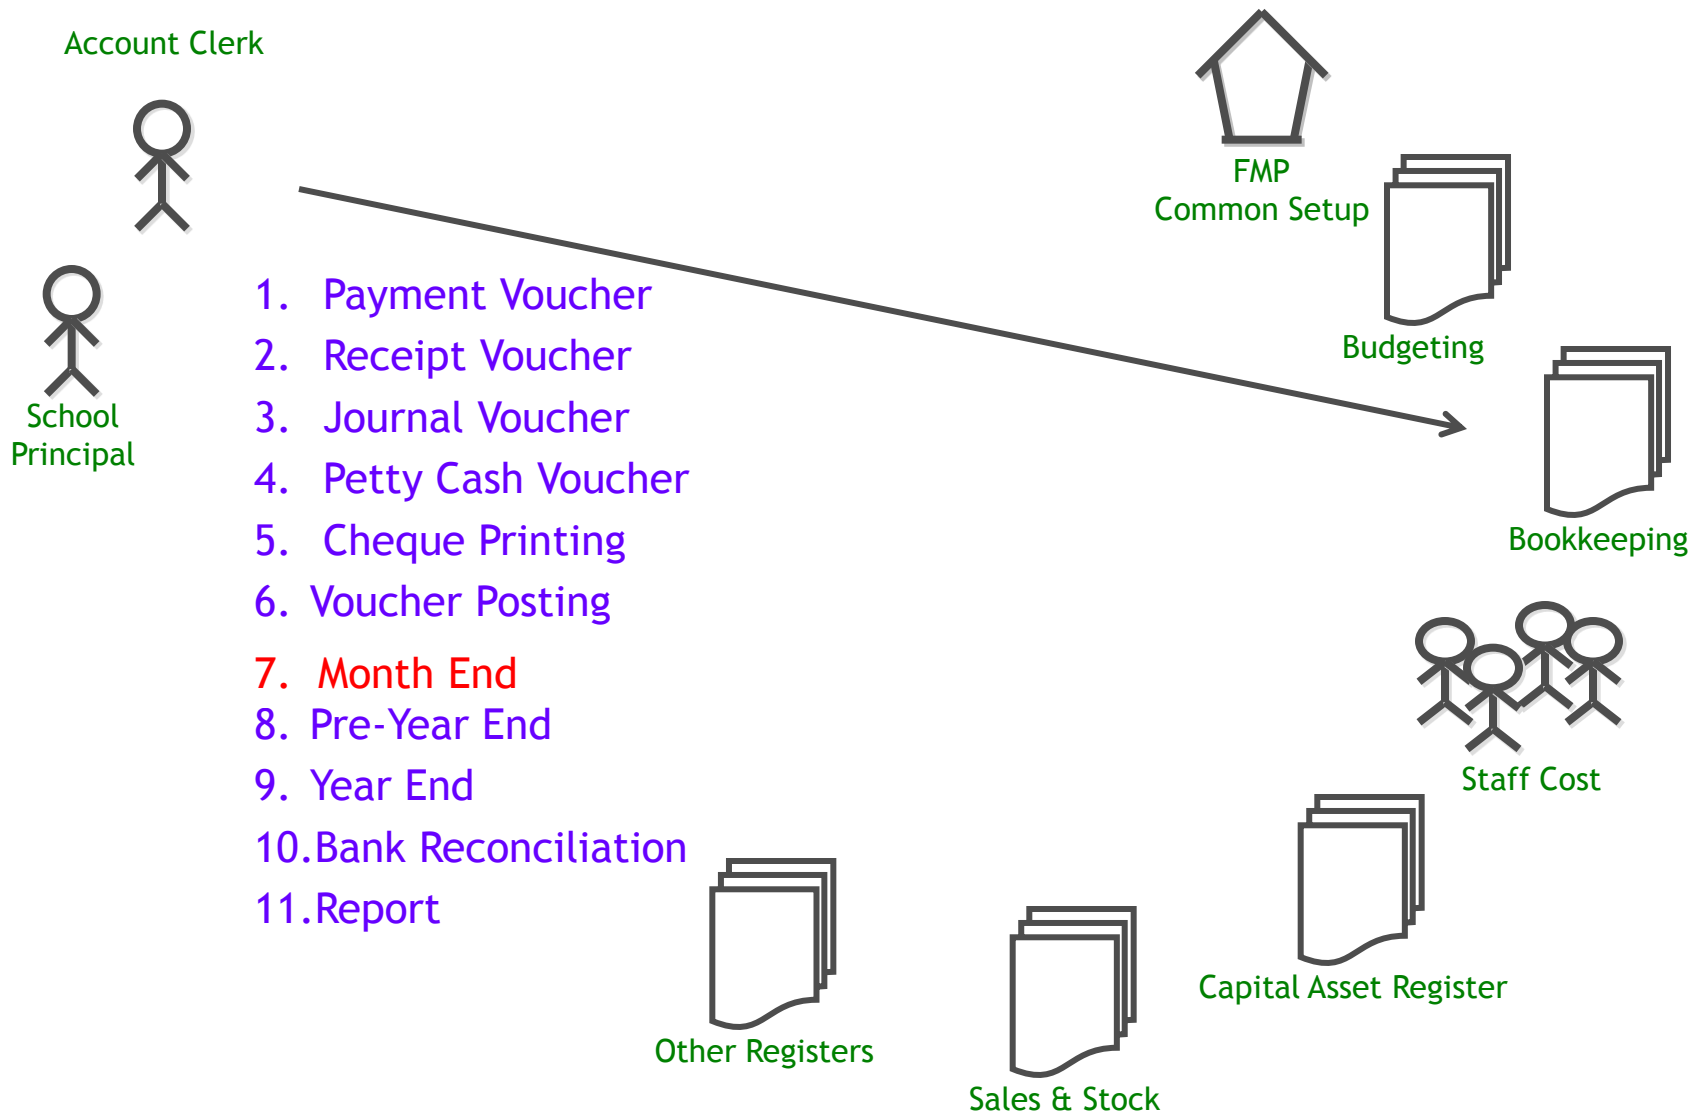 Account Clerk
FMP
Common Setup
Budgeting
School
Principal
1. Payment Voucher
2. Receipt Voucher
3. Journal Voucher
4. Petty Cash Voucher
5. Cheque Printing
6. Voucher Posting
7. Month End
8. Pre-Year End
9. Year End
10.Bank Reconciliation
11.Report
Bookkeeping
Staff Cost
Capital Asset Register
Other Registers
Sales & Stock